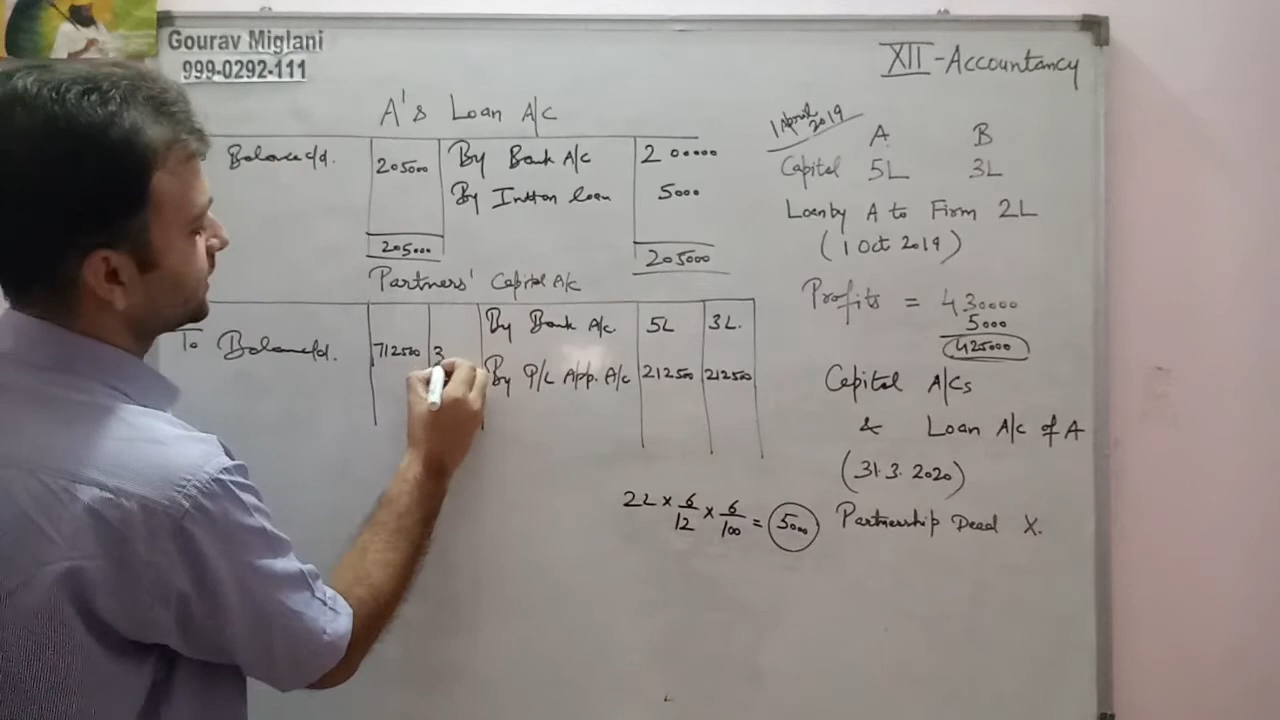 Gourav Miglani
999-0292-111
XII - Accountancy
A's Loan A/c
Balance c/d. 205000 By Bank A/c 200000
By Int on loan 5000
205000 205000
Partners' Capital A/c
By Bank A/c. 5L 3L.
To Balance c/d. 712500 3
By P/L App. A/c 212500 212500
1 April 2019
A B
Capital 5L 3L
Loan by A to Firm 2L
(1 Oct 2019)
Profits = 430000
5000
425000
Capital A/Cs
& Loan A/c of A
(31.3.2020)
2L × 6/12 × 6/100 = 5000
Partnership Deed X.